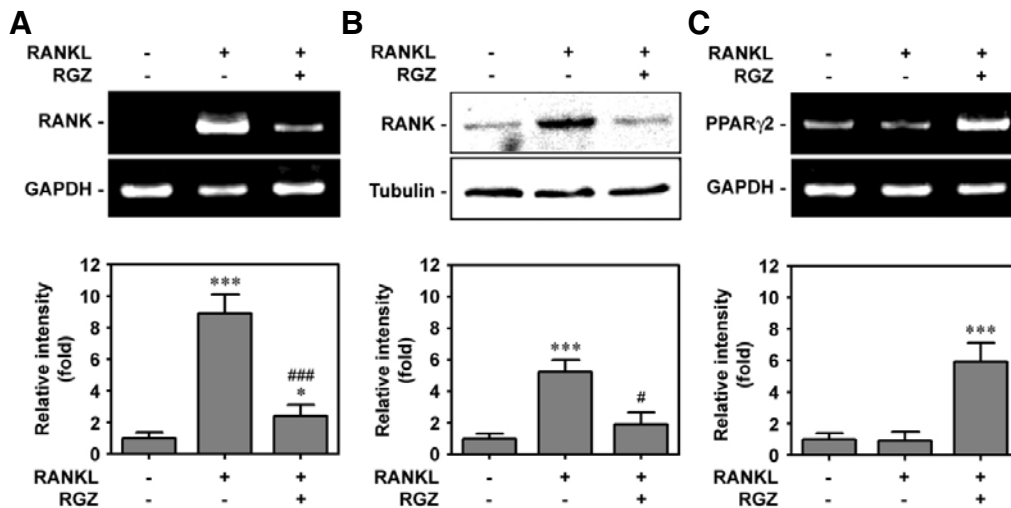 A
RANKL - + +
RGZ - - +
RANK -
GAPDH -
12
10
8
6
4
2
0
Relative intensity
(fold)
***
###
*
RANKL - + +
RGZ - - +
B
RANKL - + +
RGZ - - +
RANK -
Tubulin -
12
10
8
6
4
2
0
Relative intensity
(fold)
***
#
RANKL - + +
RGZ - - +
C
RANKL - + +
RGZ - - +
PPARγ2 -
GAPDH -
12
10
8
6
4
2
0
Relative intensity
(fold)
***
RANKL - + +
RGZ - - +